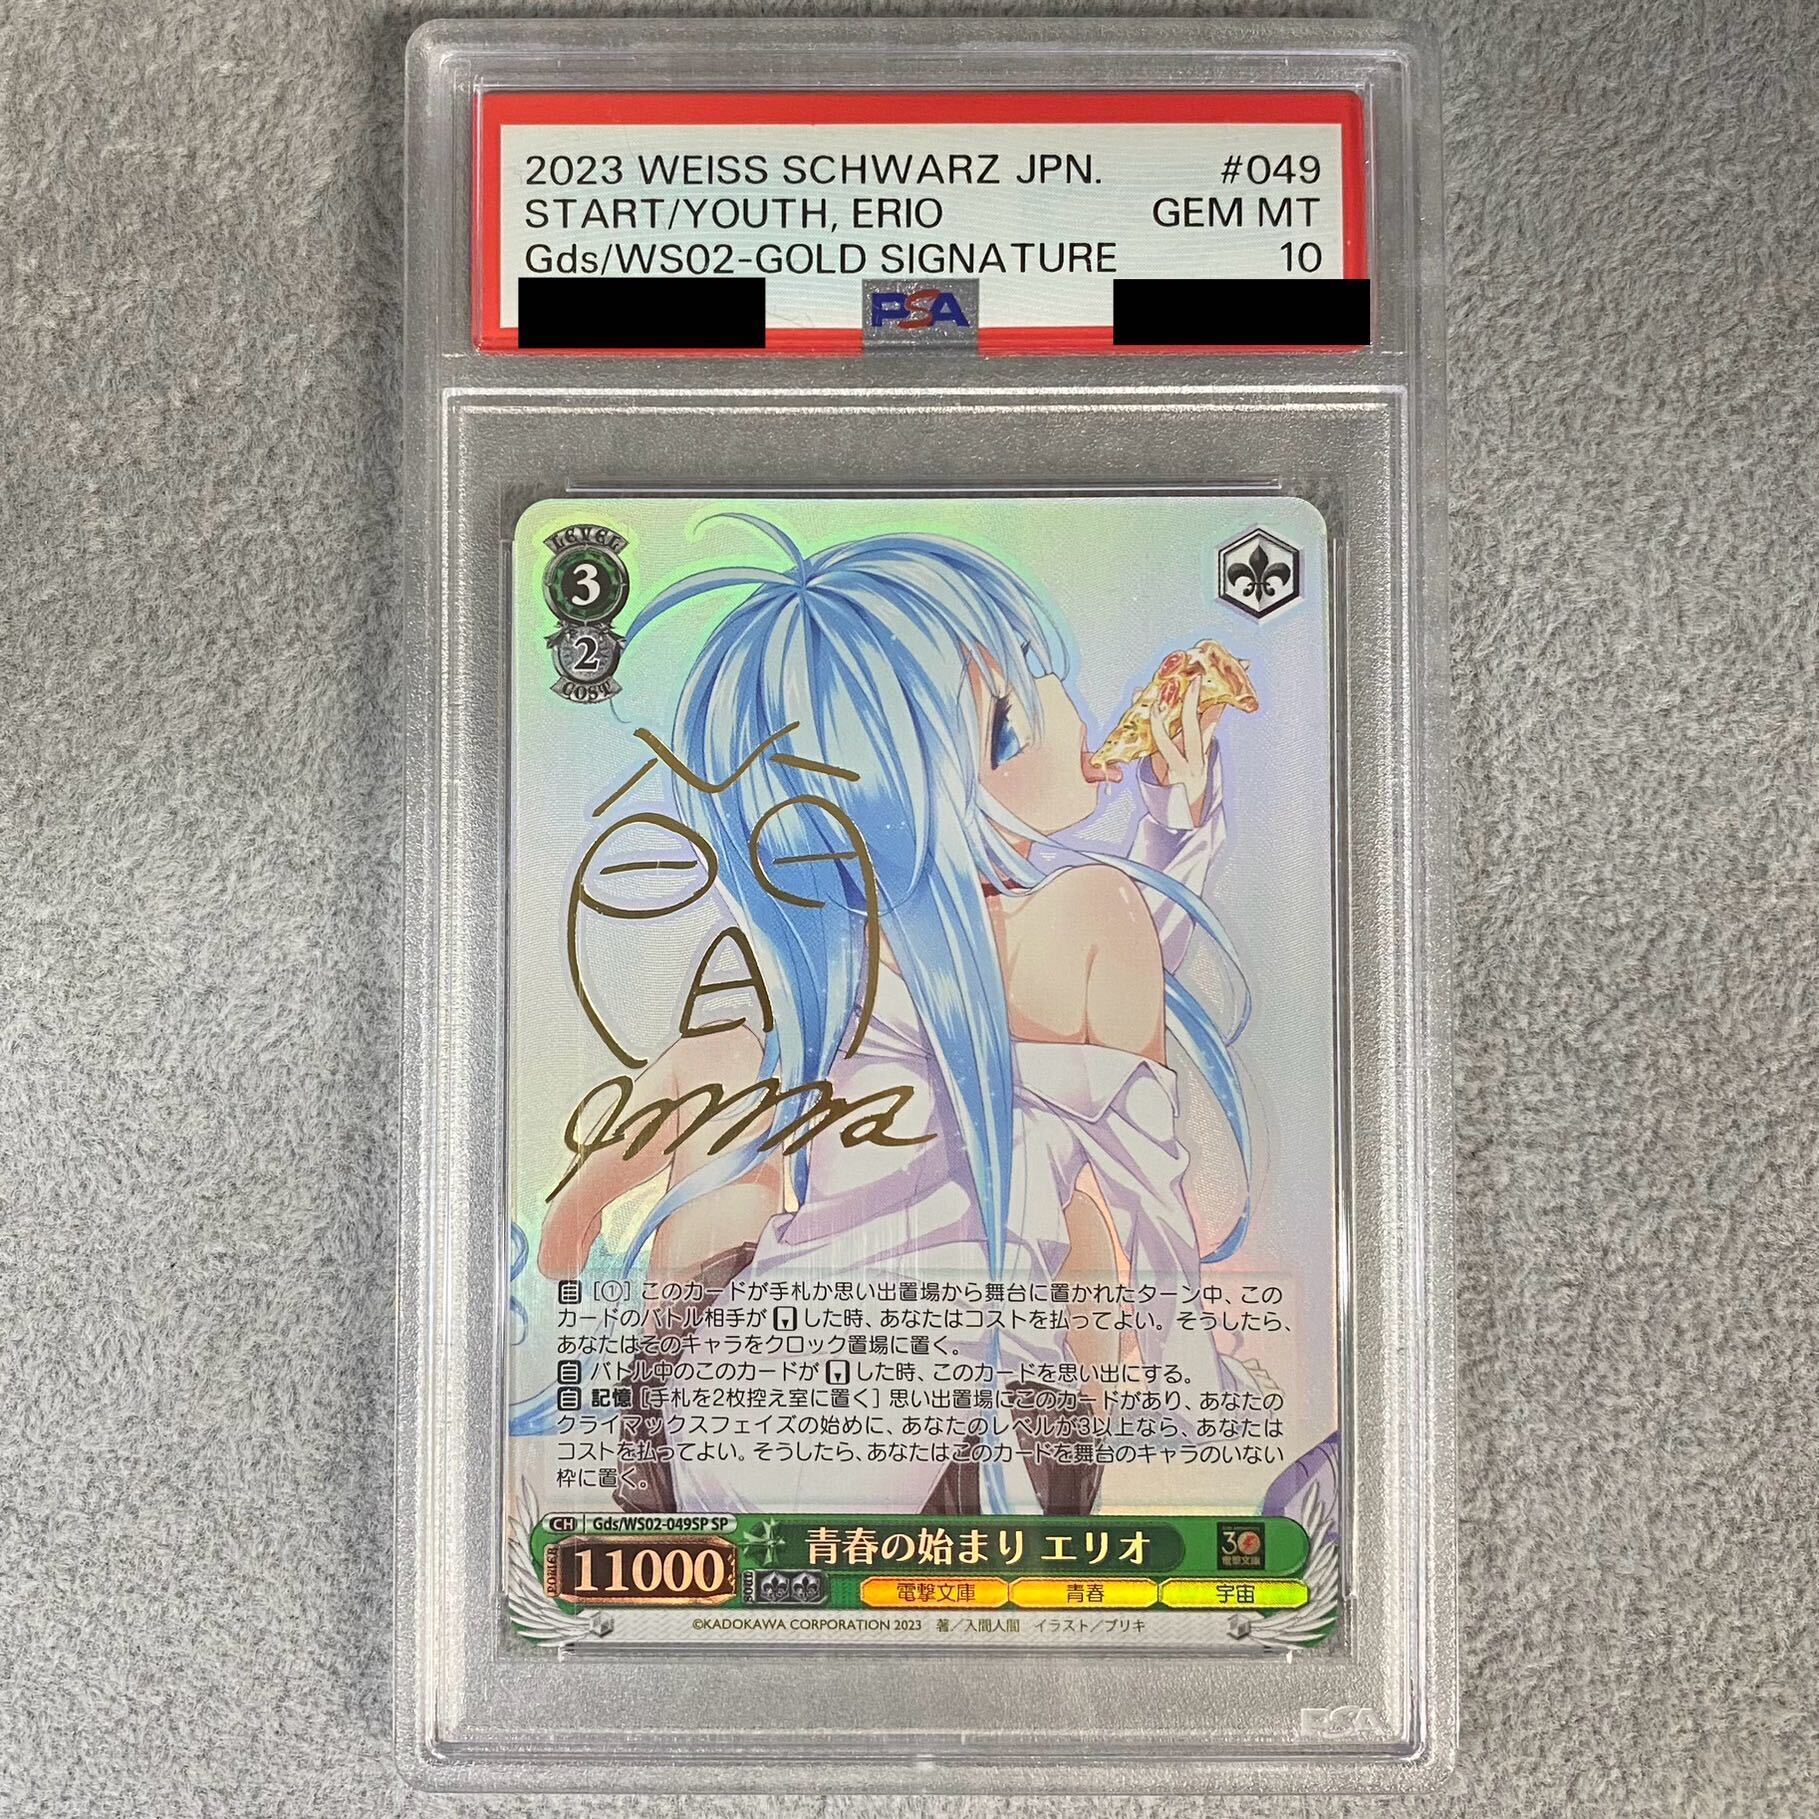 2023 WEISS SCHWARZ JPN. #049
START/YOUTH, ERIO GEM MT
Gds/WS02-GOLD SIGNATURE 10
PSA
LEVEL
3
2
COST
自［①］このカードが手札か思い出置場から舞台に置かれたターン中、この
カードのバトル相手が した時、あなたはコストを払ってよい。そうしたら、
あなたはそのキャラをクロック置場に置く。
自 バトル中のこのカードが した時、このカードを思い出にする。
自 記憶［手札を2枚控え室に置く］思い出置場にこのカードがあり、あなたの
クライマックスフェイズの始めに、あなたのレベルが3以上なら、あなたは
コストを払ってよい。そうしたら、あなたはこのカードを舞台のキャラのいない
枠に置く。
CH Gds/WS02-049SP SP
青春の始まり エリオ
30
電撃文庫
POWER 11000 SOUL
電撃文庫 青春 宇宙
©KADOKAWA CORPORATION 2023 著／入間人間 イラスト／ブリキ
PSA